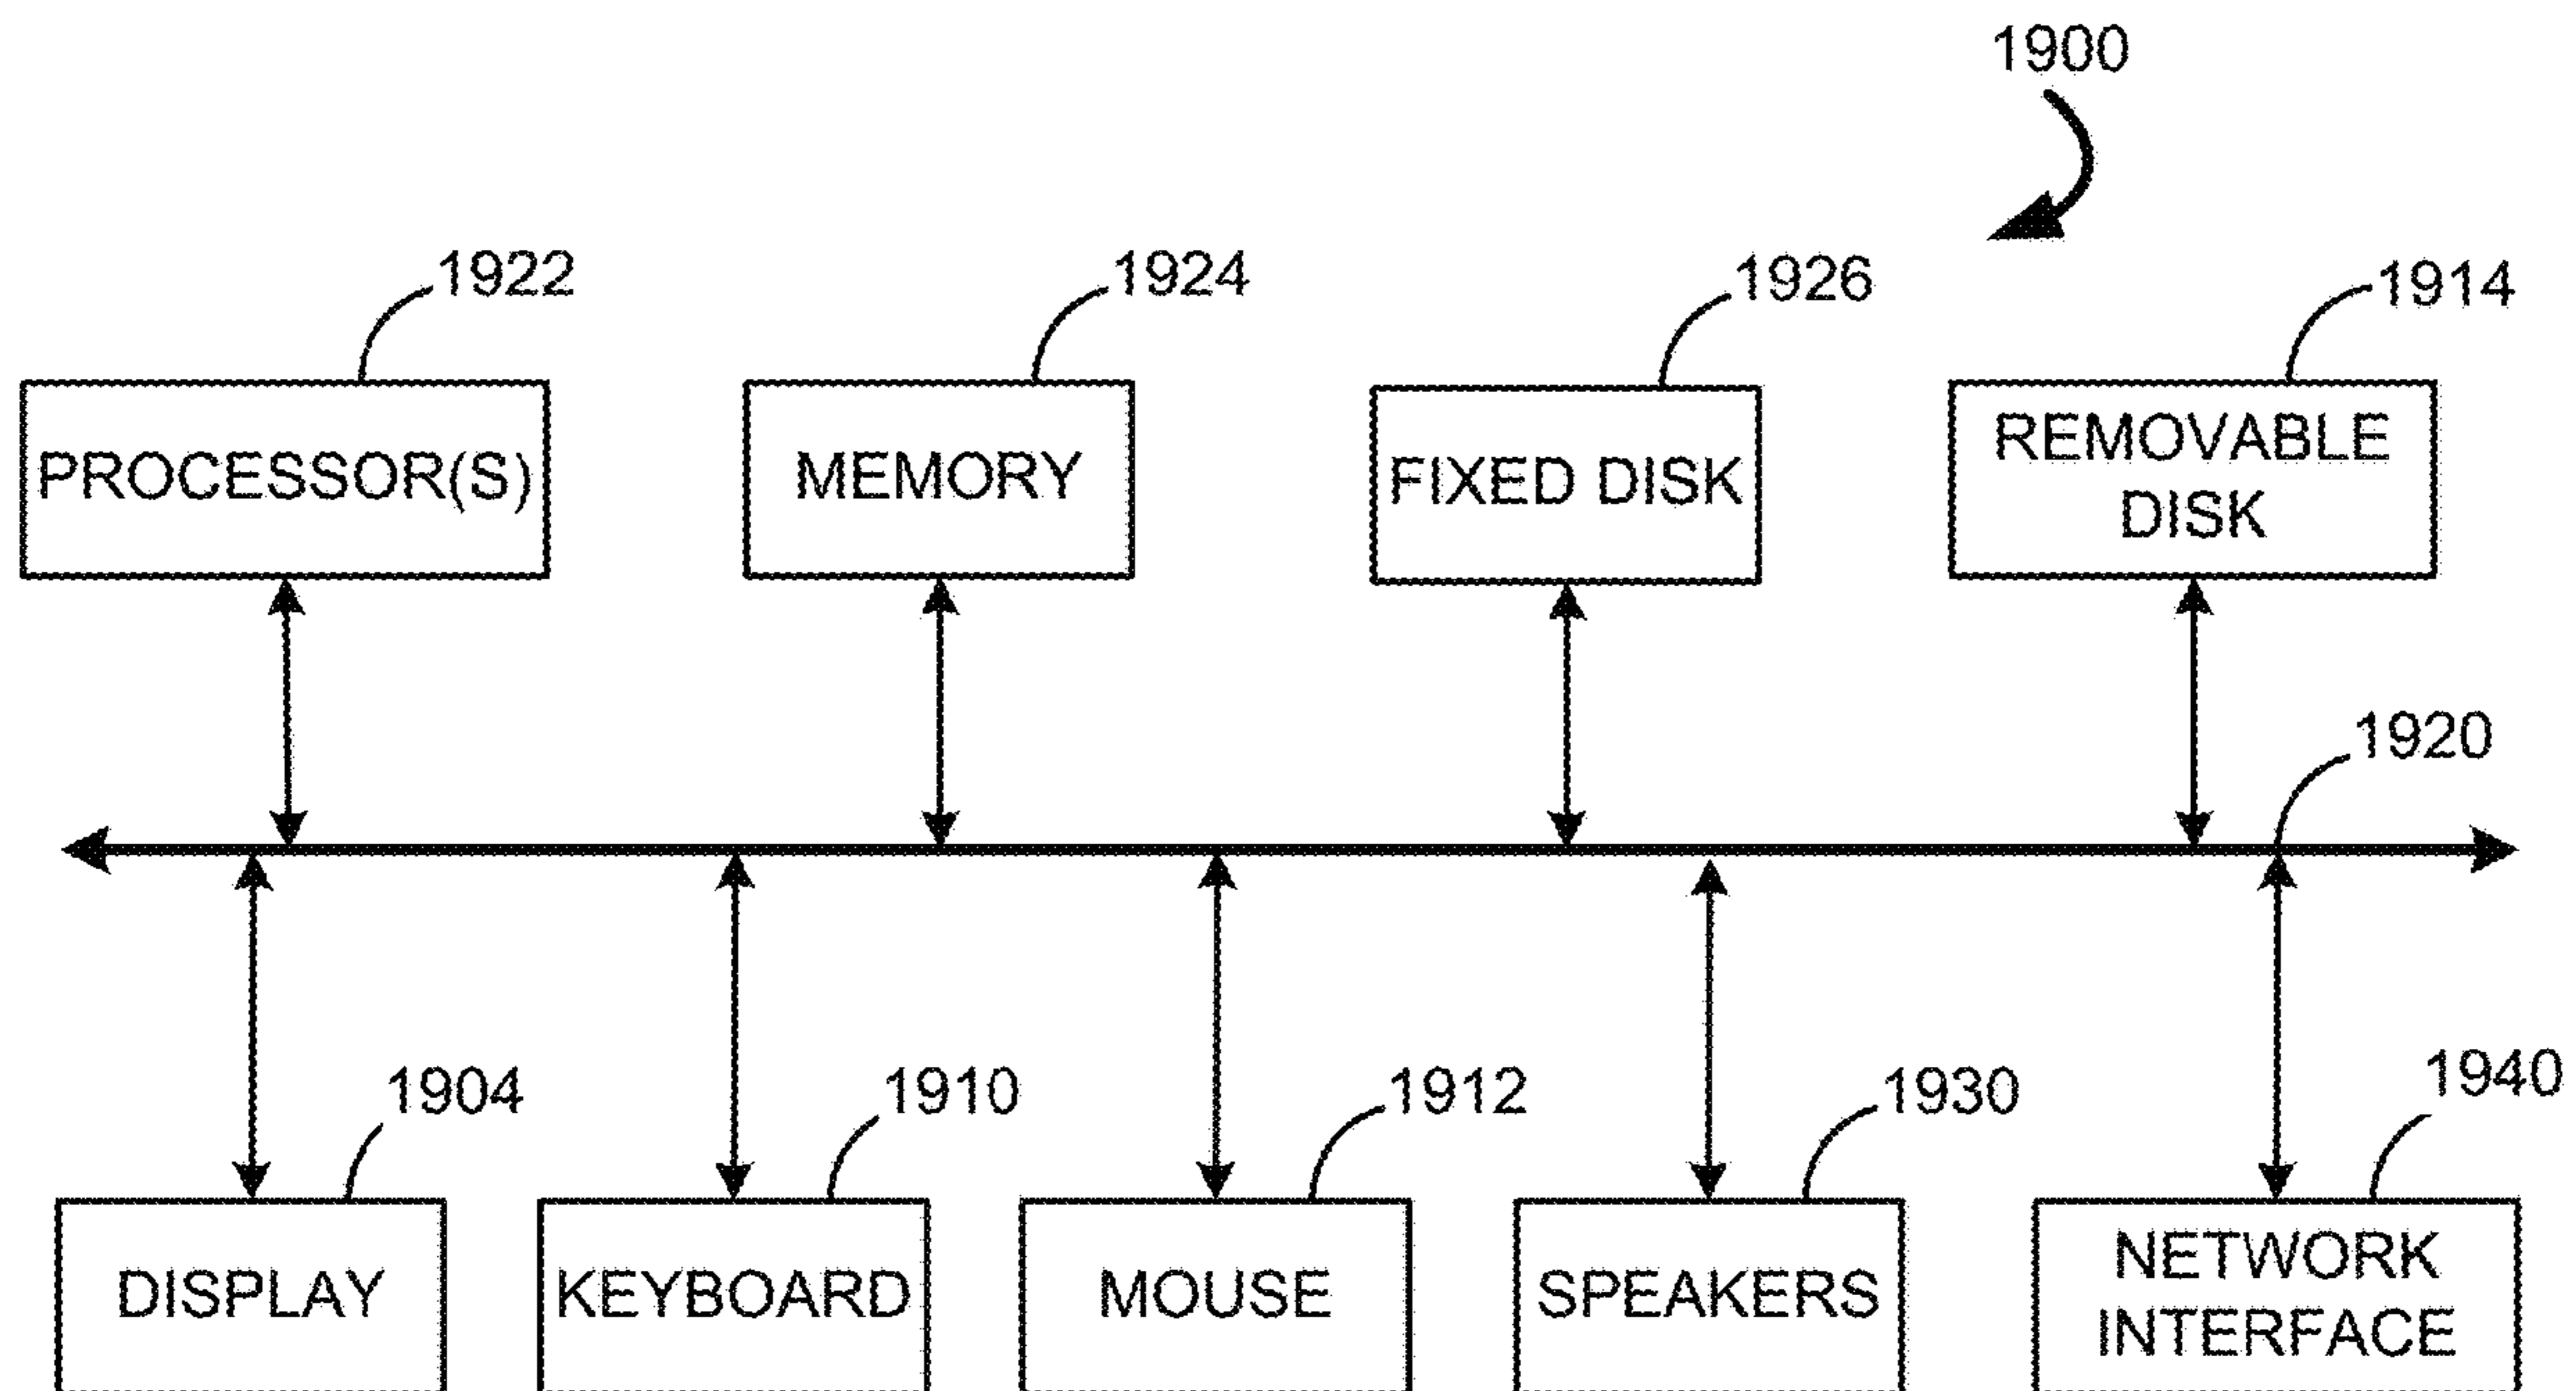 1900
1922
1924
1926
1914
PROCESSOR(S)
MEMORY
FIXED DISK
REMOVABLE
DISK
1920
1904
1910
1912
1930
1940
DISPLAY
KEYBOARD
MOUSE
SPEAKERS
NETWORK
INTERFACE